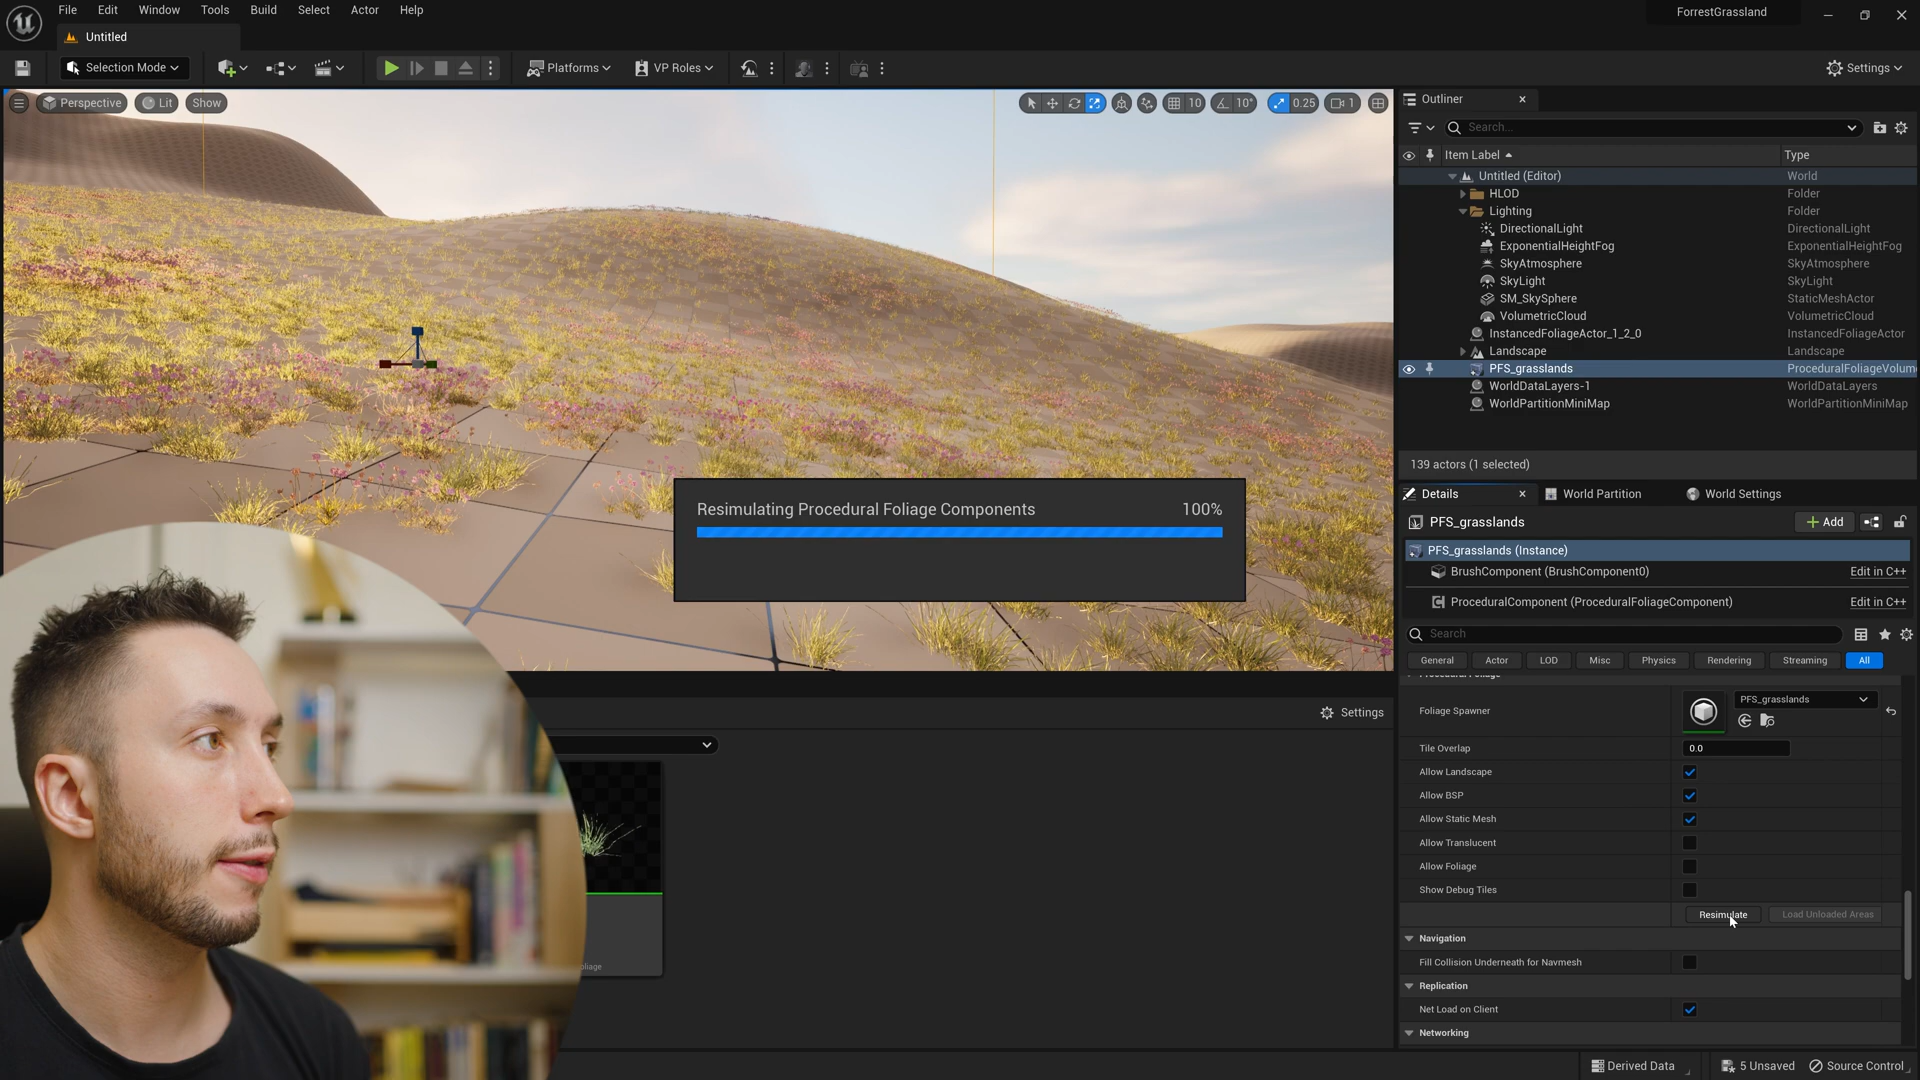 File Edit Window Tools Build Select Actor Help
ForrestGrassland
Untitled
Selection Mode
Platforms
VP Roles
Settings
Perspective
Lit
Show
10
10°
0.25
1
Outliner
Search...
Item Label
Type
Untitled (Editor) World
HLOD Folder
Lighting Folder
DirectionalLight DirectionalLight
ExponentialHeightFog ExponentialHeightFog
SkyAtmosphere SkyAtmosphere
SkyLight SkyLight
SM_SkySphere StaticMeshActor
VolumetricCloud VolumetricCloud
InstancedFoliageActor_1_2_0 InstancedFoliageActor
Landscape Landscape
PFS_grasslands ProceduralFoliageVolum
WorldDataLayers-1 WorldDataLayers
WorldPartitionMiniMap WorldPartitionMiniMap
139 actors (1 selected)
Resimulating Procedural Foliage Components 100%
Details
World Partition
World Settings
PFS_grasslands
Add
PFS_grasslands (Instance)
BrushComponent (BrushComponent0) Edit in C++
ProceduralComponent (ProceduralFoliageComponent) Edit in C++
Search
General Actor LOD Misc Physics Rendering Streaming All
Procedural Foliage
Foliage Spawner
PFS_grasslands
Tile Overlap 0.0
Allow Landscape
Allow BSP
Allow Static Mesh
Allow Translucent
Allow Foliage
Show Debug Tiles
Resimulate Load Unloaded Areas
Navigation
Fill Collision Underneath for Navmesh
Replication
Net Load on Client
Networking
Settings
oliage
Derived Data
5 Unsaved
Source Control